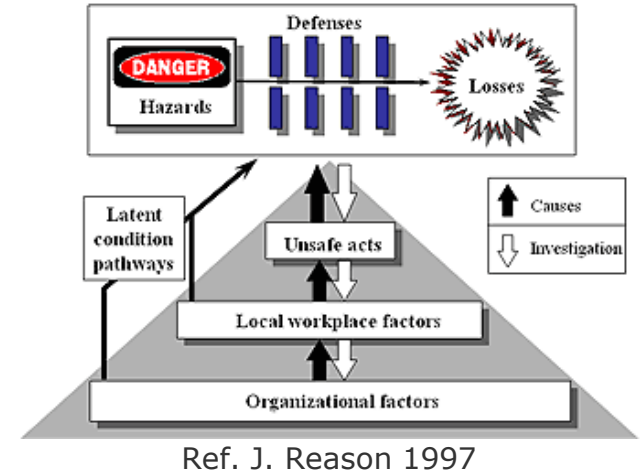 Defenses
DANGER
Hazards
Losses
Latent
condition
pathways
Unsafe acts
Causes
Investigation
Local workplace factors
Organizational factors
Ref. J. Reason 1997